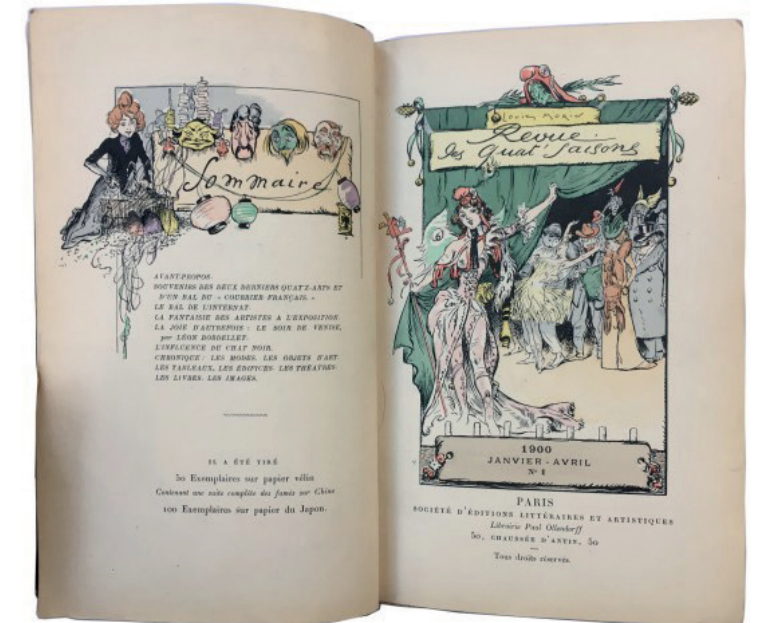 Sommaire
AVANT-PROPOS.
SOUVENIRS DES DEUX DERNIERS QUAT'Z-ARTS ET
D'UN BAL DU « COURRIER FRANÇAIS. »
LE BAL DE L'INTERNAT.
LA FANTAISIE DES ARTISTES A L'EXPOSITION.
LA JOIE D'AUTREFOIS : LE SOIR DE VENISE,
par LÉON BORDELLET.
L'INFLUENCE DU CHAT NOIR.
CHRONIQUE : LES MODES. LES OBJETS D'ART.
LES TABLEAUX. LES ÉDIFICES. LES THÉATRES.
LES LIVRES. LES IMAGES.
IL A ÉTÉ TIRÉ
50 Exemplaires sur papier vélin
Contenant une suite complète des fumés sur Chine
100 Exemplaires sur papier du Japon.
Louis Morin
Revue
des Quat' Saisons
1900
JANVIER - AVRIL
N° 1
PARIS
SOCIÉTÉ D'ÉDITIONS LITTÉRAIRES ET ARTISTIQUES
Librairie Paul Ollendorff
50, CHAUSSÉE D'ANTIN, 50
Tous droits réservés.